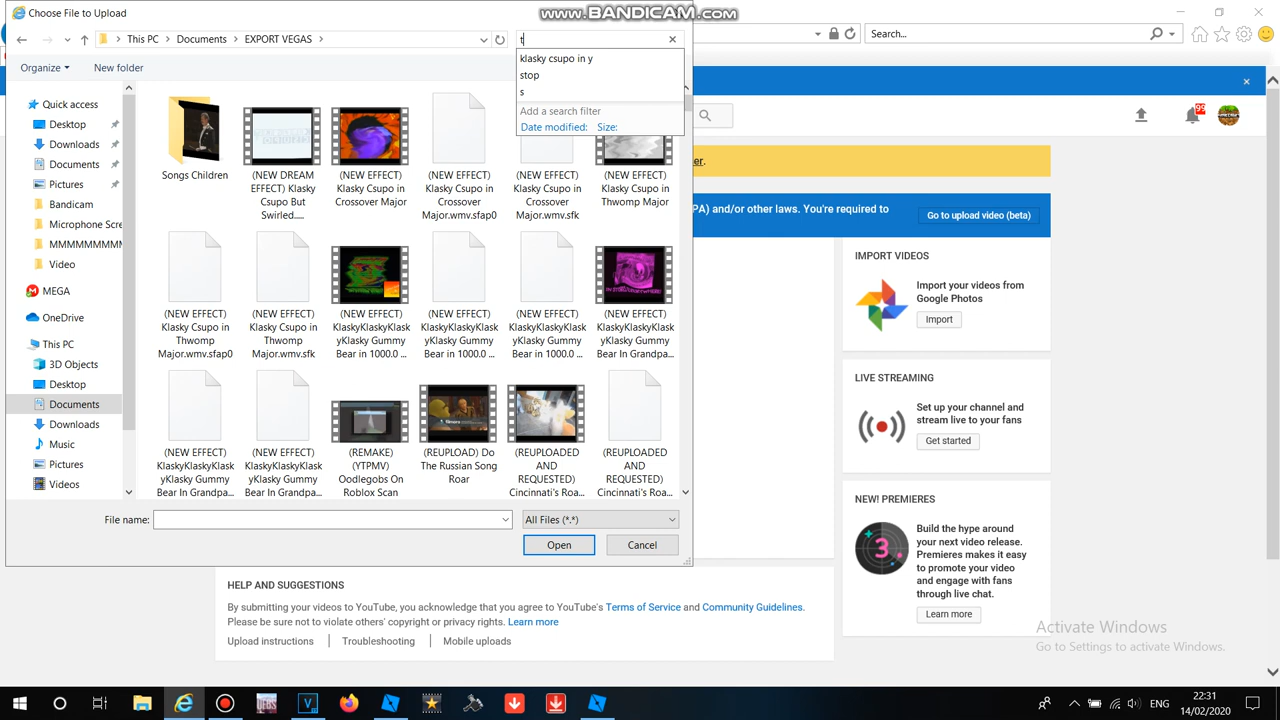 Choose File to Upload
www.BANDICAM.com
This PC
Documents
EXPORT VEGAS
t
Search...
klasky csupo in y
stop
s
Add a search filter
Date modified:
Size:
Organize
New folder
Quick access
Desktop
Downloads
Documents
Pictures
Bandicam
Microphone Scre
MMMMMMMM
Video
MEGA
OneDrive
This PC
3D Objects
Desktop
Documents
Downloads
Music
Pictures
Videos
Songs Children
(NEW DREAM
EFFECT) Klasky
Csupo But
Swirled.....
(NEW EFFECT)
Klasky Csupo in
Crossover Major
(NEW EFFECT)
Klasky Csupo in
Crossover
Major.wmv.sfap0
(NEW EFFECT)
Klasky Csupo in
Crossover
Major.wmv.sfk
(NEW EFFECT)
Klasky Csupo in
Thwomp Major
(NEW EFFECT)
Klasky Csupo in
Thwomp
Major.wmv.sfap0
(NEW EFFECT)
Klasky Csupo in
Thwomp
Major.wmv.sfk
(NEW EFFECT)
KlaskyKlaskyKlask
yKlasky Gummy
Bear in 1000.0 ...
(NEW EFFECT)
KlaskyKlaskyKlask
yKlasky Gummy
Bear in 1000.0 ...
(NEW EFFECT)
KlaskyKlaskyKlask
yKlasky Gummy
Bear in 1000.0 ...
(NEW EFFECT)
KlaskyKlaskyKlask
yKlasky Gummy
Bear In Grandpa...
(NEW EFFECT)
KlaskyKlaskyKlask
yKlasky Gummy
Bear In Grandpa...
(NEW EFFECT)
KlaskyKlaskyKlask
yKlasky Gummy
Bear In Grandpa...
(REMAKE)
(YTPMV)
Oodlegobs On
Roblox Scan
(REUPLOAD) Do
The Russian Song
Roar
(REUPLOADED
AND
REQUESTED)
Cincinnati's Roa...
(REUPLOADED
AND
REQUESTED)
Cincinnati's Roa...
File name:
All Files (*.*)
Open
Cancel
99
er.
PA) and/or other laws. You're required to
Go to upload video (beta)
IMPORT VIDEOS
Import your videos from
Google Photos
Import
LIVE STREAMING
Set up your channel and
stream live to your fans
Get started
NEW! PREMIERES
3
Build the hype around
your next video release.
Premieres makes it easy
to promote your video
and engage with fans
through live chat.
Learn more
HELP AND SUGGESTIONS
By submitting your videos to YouTube, you acknowledge that you agree to YouTube's Terms of Service and Community Guidelines.
Please be sure not to violate others' copyright or privacy rights. Learn more
Upload instructions
Troubleshooting
Mobile uploads
Activate Windows
Go to Settings to activate Windows.
ENG
22:31
14/02/2020